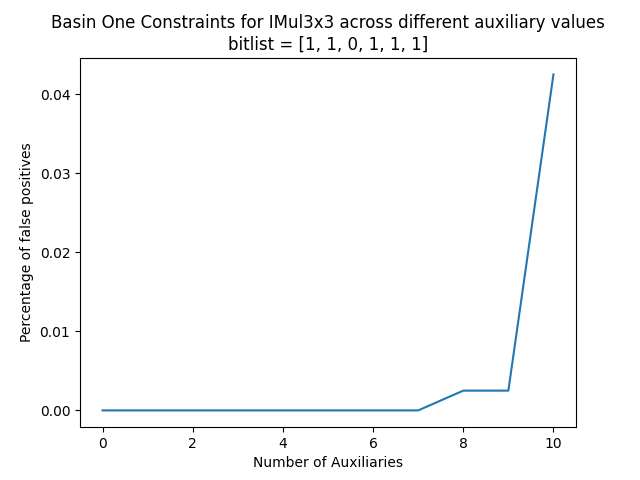 Basin One Constraints for IMul3x3 across different auxiliary values
bitlist = [1, 1, 0, 1, 1, 1]
Percentage of false positives
0.04
0.03
0.02
0.01
0.00
0 2 4 6 8 10
Number of Auxiliaries